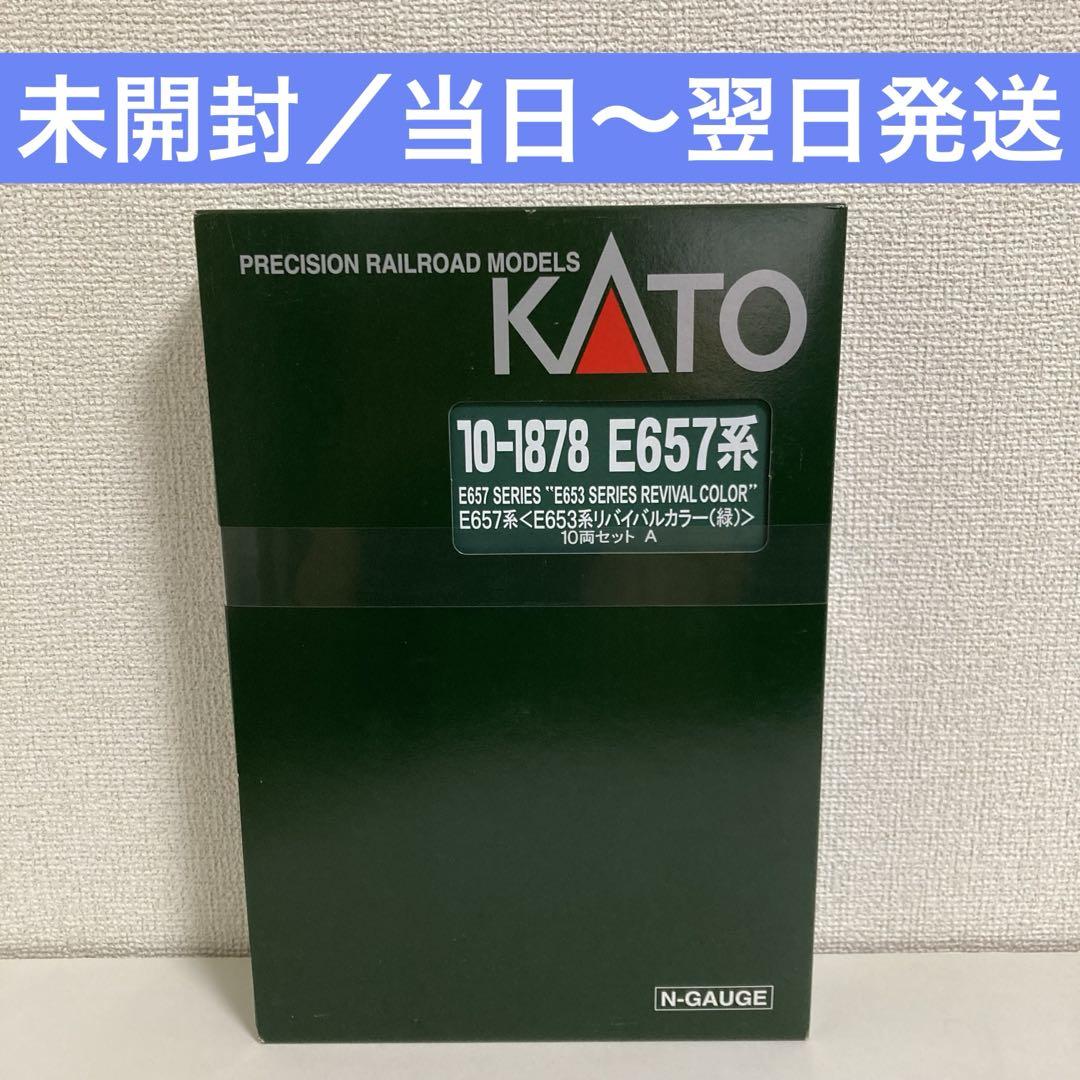 未開封／当日〜翌日発送
PRECISION RAILROAD MODELS
KATO
10-1878 E657系
E657 SERIES "E653 SERIES REVIVAL COLOR"
E657系<E653系リバイバルカラー(緑)>
10両セット A
N-GAUGE